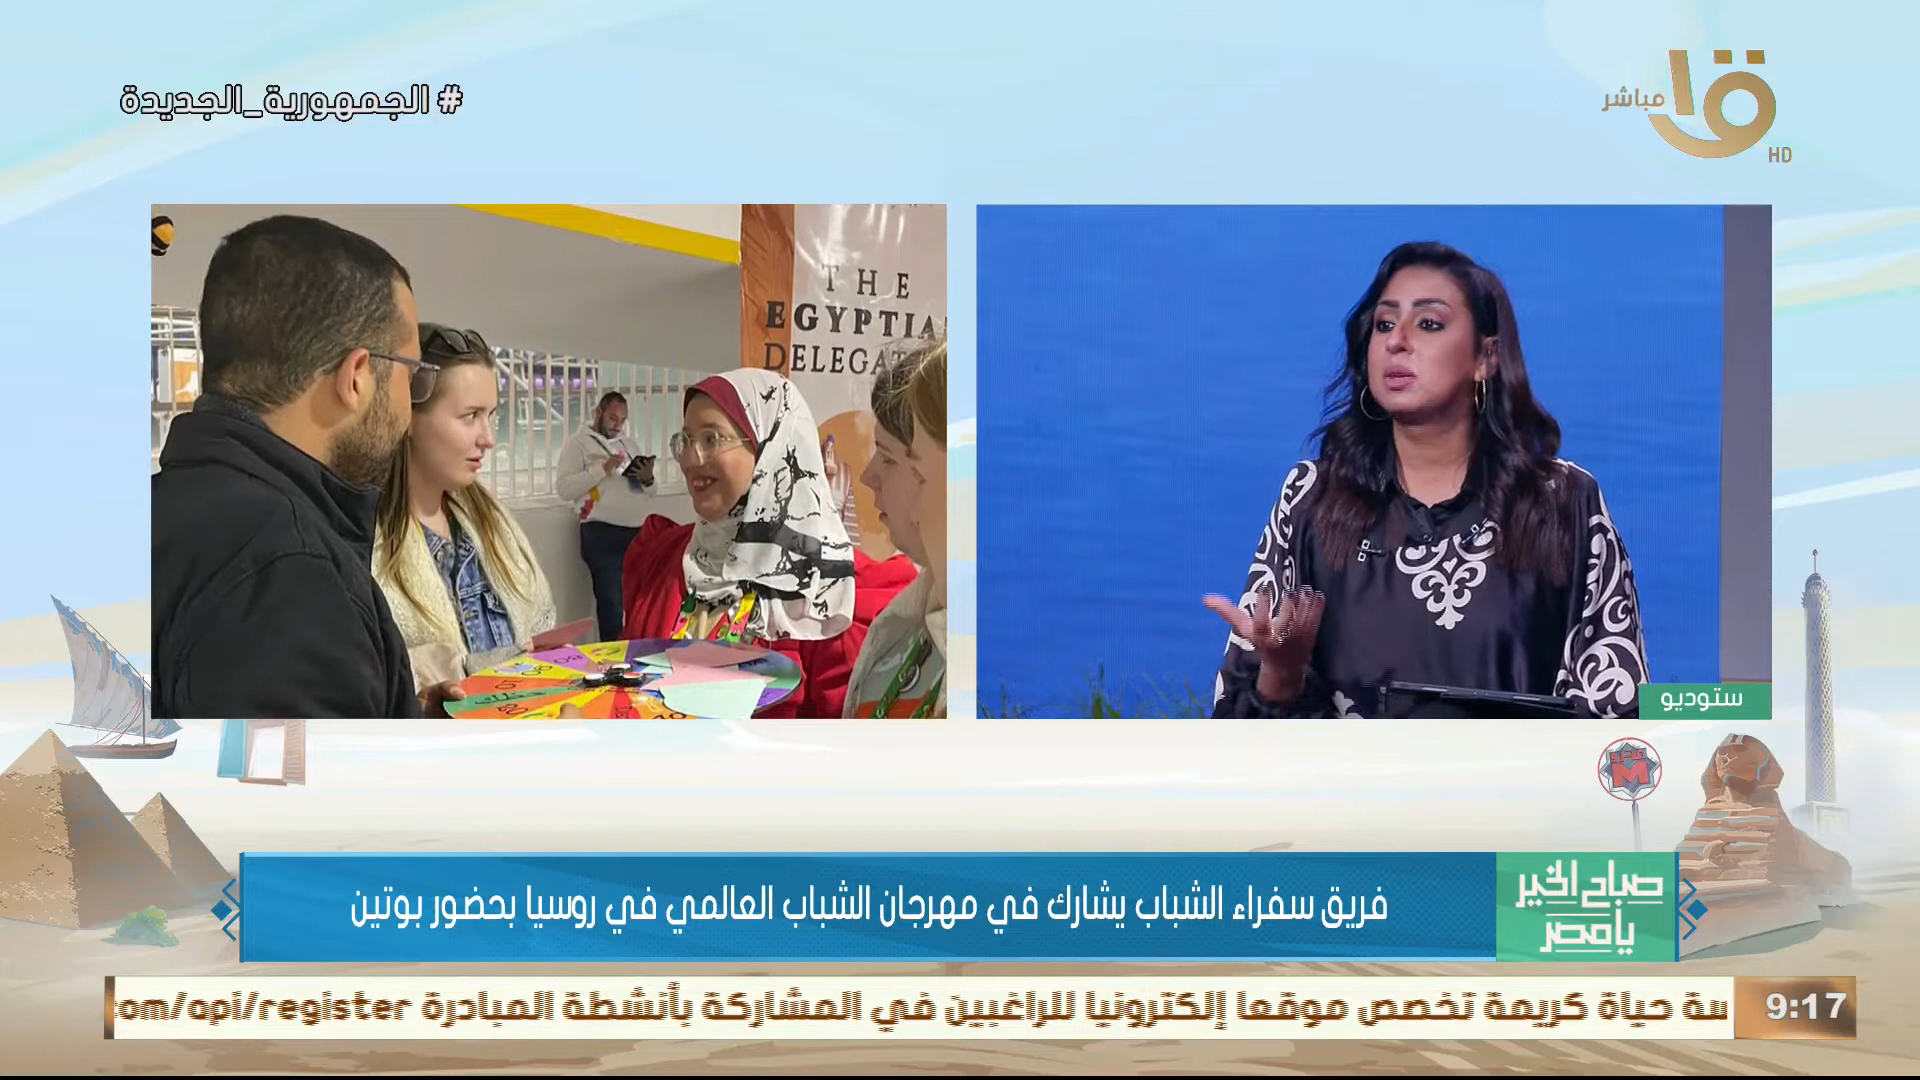 # الجمهورية_الجديدة
مباشر
HD
THE
EGYPTIA
DELEGAT
ستوديو
صباح الخير
يا مصر
فريق سفراء الشباب يشارك في مهرجان الشباب العالمي في روسيا بحضور بوتين
9:17
سة حياة كريمة تخصص موقعا إلكترونيا للراغبين في المشاركة بأنشطة المبادرة om/api/register